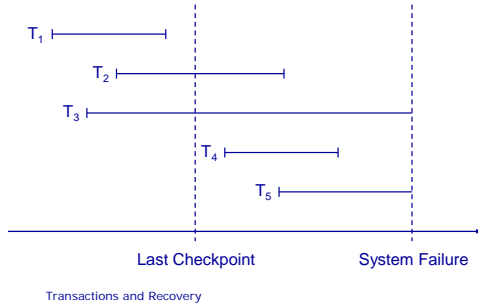 T1
T2
T3
T4
T5
Last Checkpoint
System Failure
Transactions and Recovery